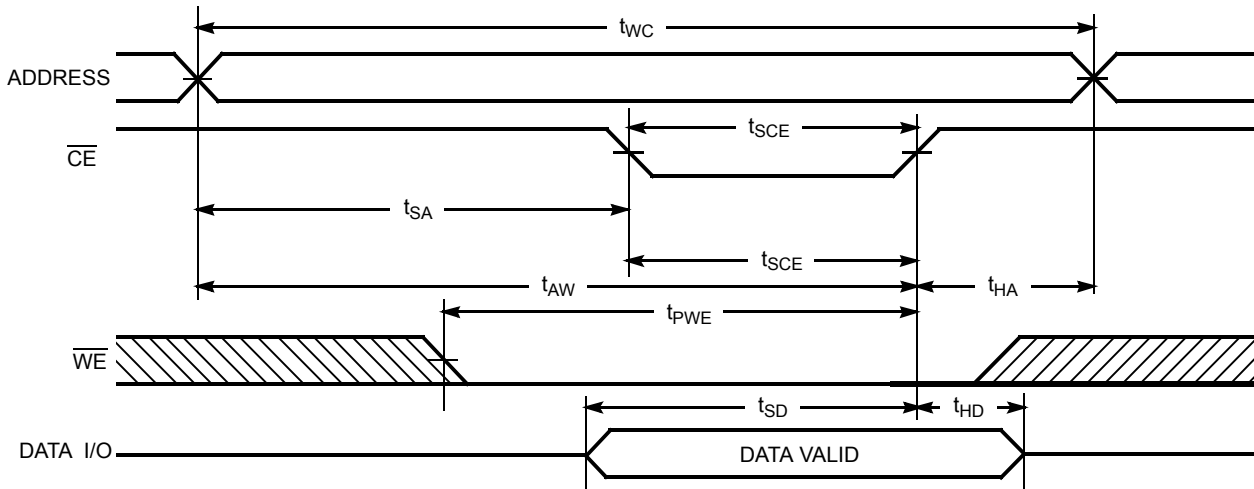 tWC
ADDRESS
tSCE
CE
tSA
tSCE
tAW
tHA
tPWE
WE
tSD
tHD
DATA I/O
DATA VALID